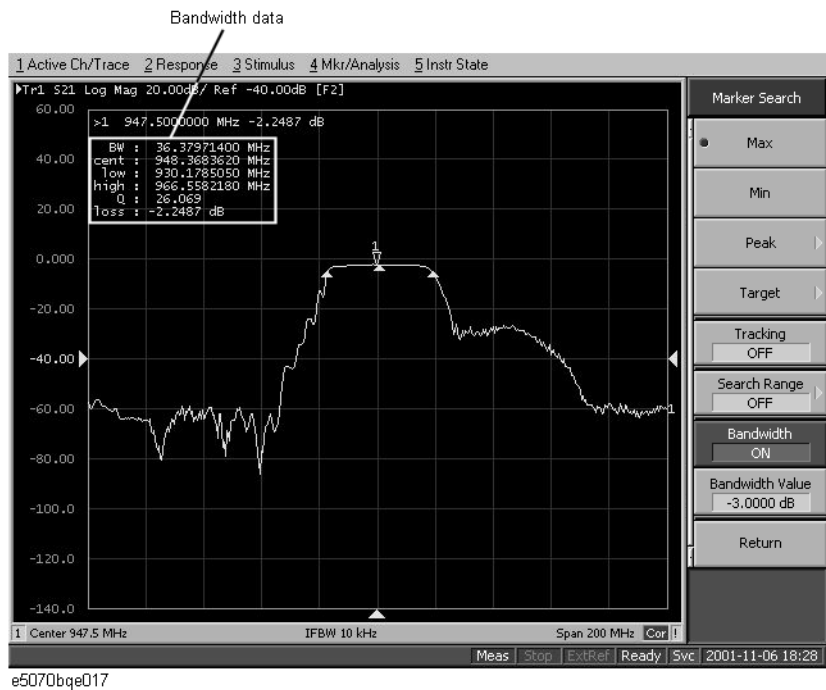 Bandwidth data
1 Active Ch/Trace 2 Response 3 Stimulus 4 Mkr/Analysis 5 Instr State
Tr1 S21 Log Mag 20.00dB/ Ref -40.00dB [F2]
60.00
>1 947.5000000 MHz -2.2487 dB
BW : 36.37971400 MHz
cent : 948.3683620 MHz
low : 930.1785050 MHz
high : 966.5582180 MHz
Q : 26.069
loss : -2.2487 dB
40.00
20.00
0.000
-20.00
-40.00
-60.00
-80.00
-100.0
-120.0
-140.0
1
1
Marker Search
Max
Min
Peak
Target
Tracking
OFF
Search Range
OFF
Bandwidth
ON
Bandwidth Value
-3.0000 dB
Return
1 Center 947.5 MHz IFBW 10 kHz Span 200 MHz Cor !
Meas Stop ExtRef Ready Svc 2001-11-06 18:28
e5070bqe017